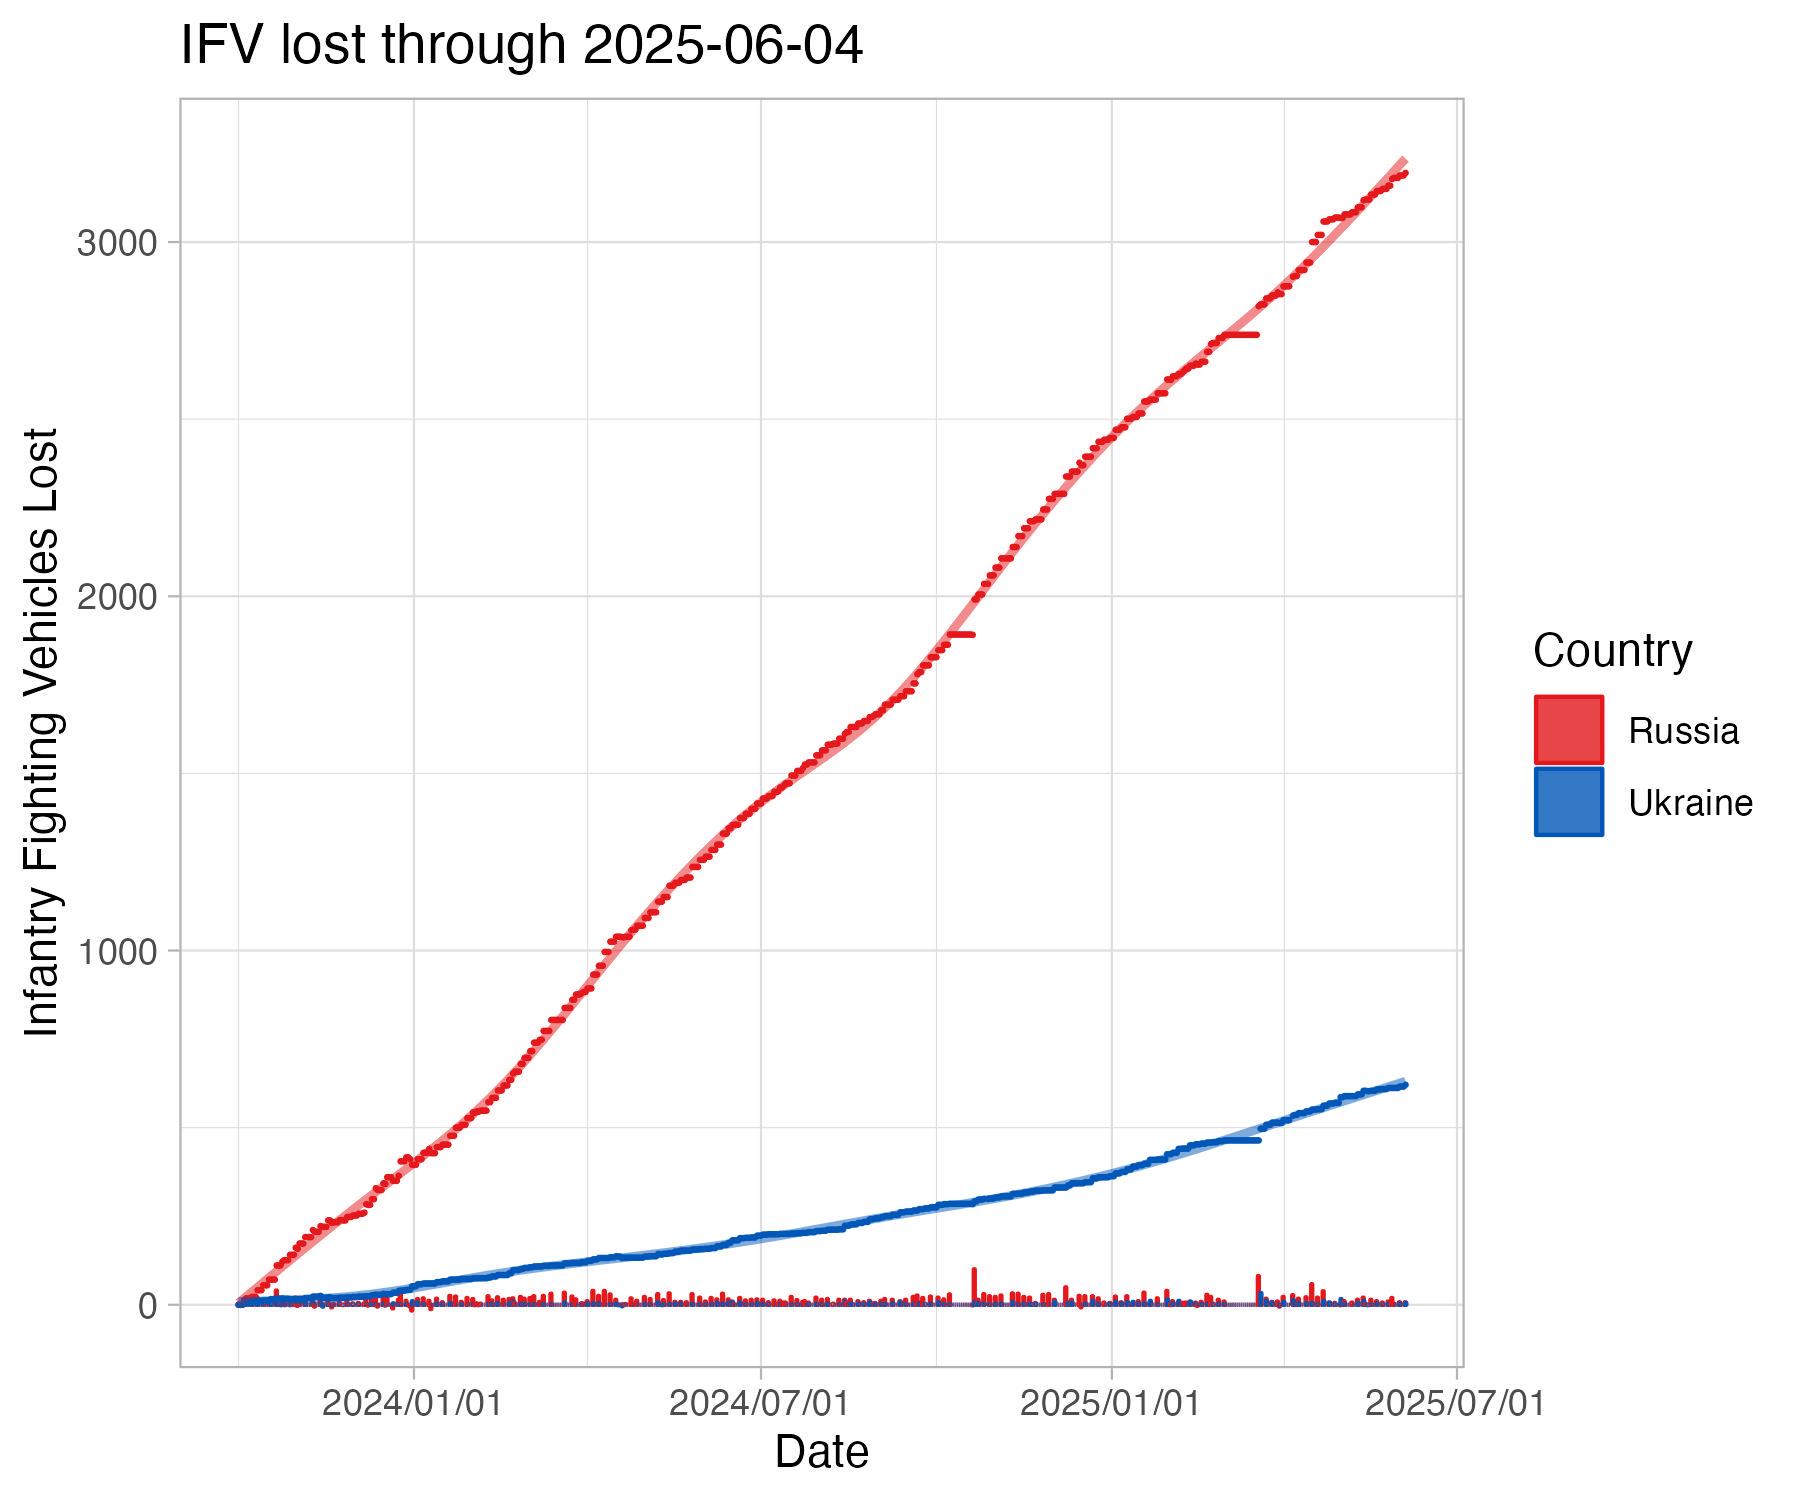 IFV lost through 2025-06-04
Infantry Fighting Vehicles Lost
3000
2000
1000
0
2024/01/01
2024/07/01
2025/01/01
2025/07/01
Date
Country
Russia
Ukraine